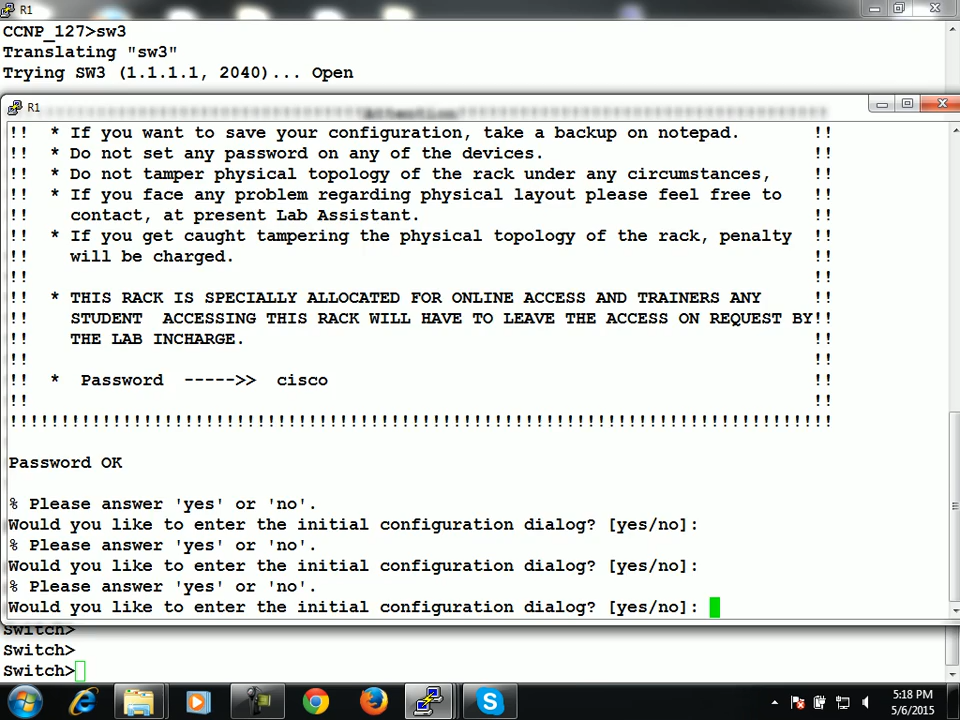 R1
CCNP_127>sw3
Translating "sw3"
Trying SW3 (1.1.1.1, 2040)... Open
R1
!!!!!!!!!!!!!!!!!!!!!!!!!!!!!!!!!!Attention!!!!!!!!!!!!!!!!!!!!!!!!!!!!!!!!!!!!
!! * If you want to save your configuration, take a backup on notepad. !!
!! * Do not set any password on any of the devices. !!
!! * Do not tamper physical topology of the rack under any circumstances, !!
!! * If you face any problem regarding physical layout please feel free to !!
!! contact, at present Lab Assistant. !!
!! * If you get caught tampering the physical topology of the rack, penalty !!
!! will be charged. !!
!! !!
!! * THIS RACK IS SPECIALLY ALLOCATED FOR ONLINE ACCESS AND TRAINERS ANY !!
!! STUDENT  ACCESSING THIS RACK WILL HAVE TO LEAVE THE ACCESS ON REQUEST BY!!
!! THE LAB INCHARGE. !!
!! !!
!! * Password ----->> cisco !!
!! !!
!!!!!!!!!!!!!!!!!!!!!!!!!!!!!!!!!!!!!!!!!!!!!!!!!!!!!!!!!!!!!!!!!!!!!!!!!!!!!!!!
Password OK
% Please answer 'yes' or 'no'.
Would you like to enter the initial configuration dialog? [yes/no]:
% Please answer 'yes' or 'no'.
Would you like to enter the initial configuration dialog? [yes/no]:
% Please answer 'yes' or 'no'.
Would you like to enter the initial configuration dialog? [yes/no]:
Switch>
Switch>
Switch>
5:18 PM
5/6/2015